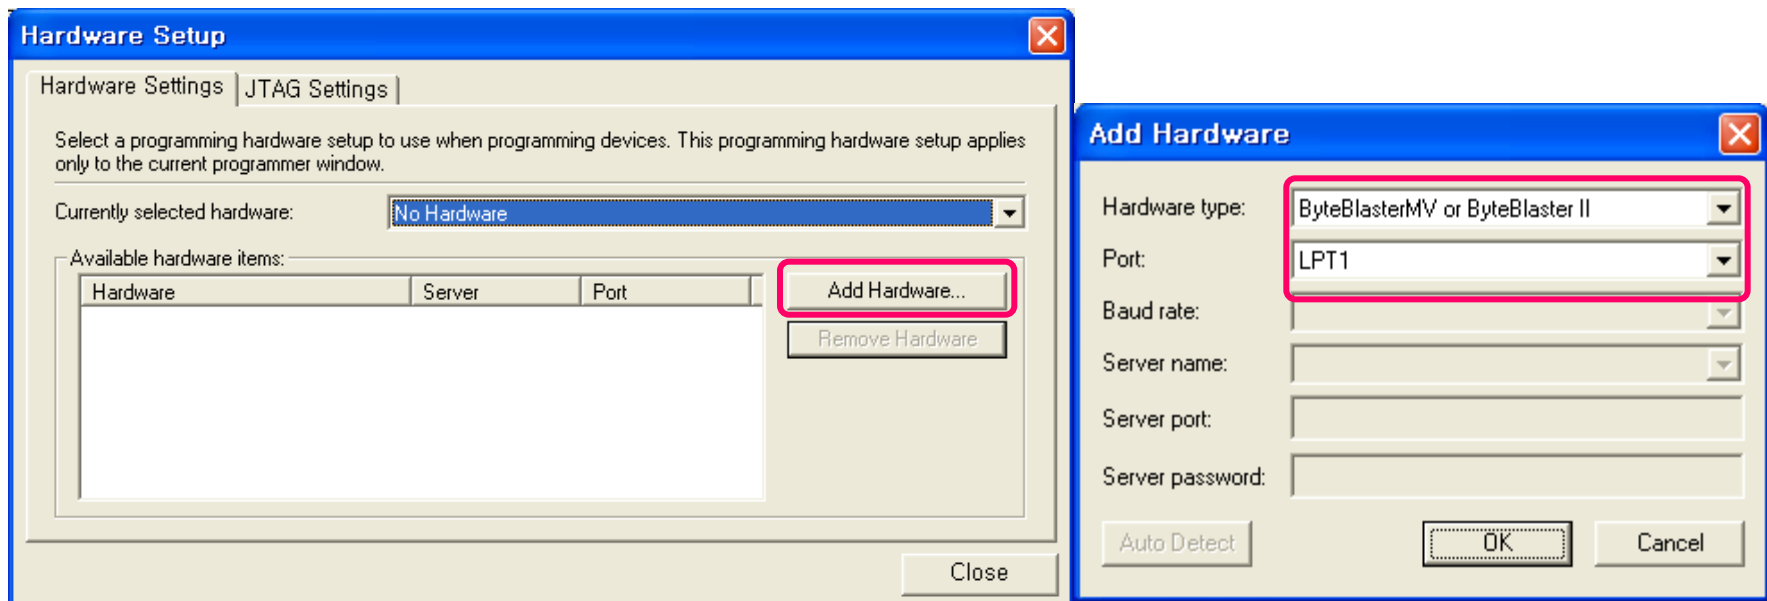 Hardware Setup
Hardware Settings
JTAG Settings
Select a programming hardware setup to use when programming devices. This programming hardware setup applies
only to the current programmer window.
Currently selected hardware:
No Hardware
Available hardware items:
Hardware
Server
Port
Add Hardware...
Remove Hardware
Close
Add Hardware
Hardware type:
ByteBlasterMV or ByteBlaster II
Port:
LPT1
Baud rate:
Server name:
Server port:
Server password:
Auto Detect
OK
Cancel